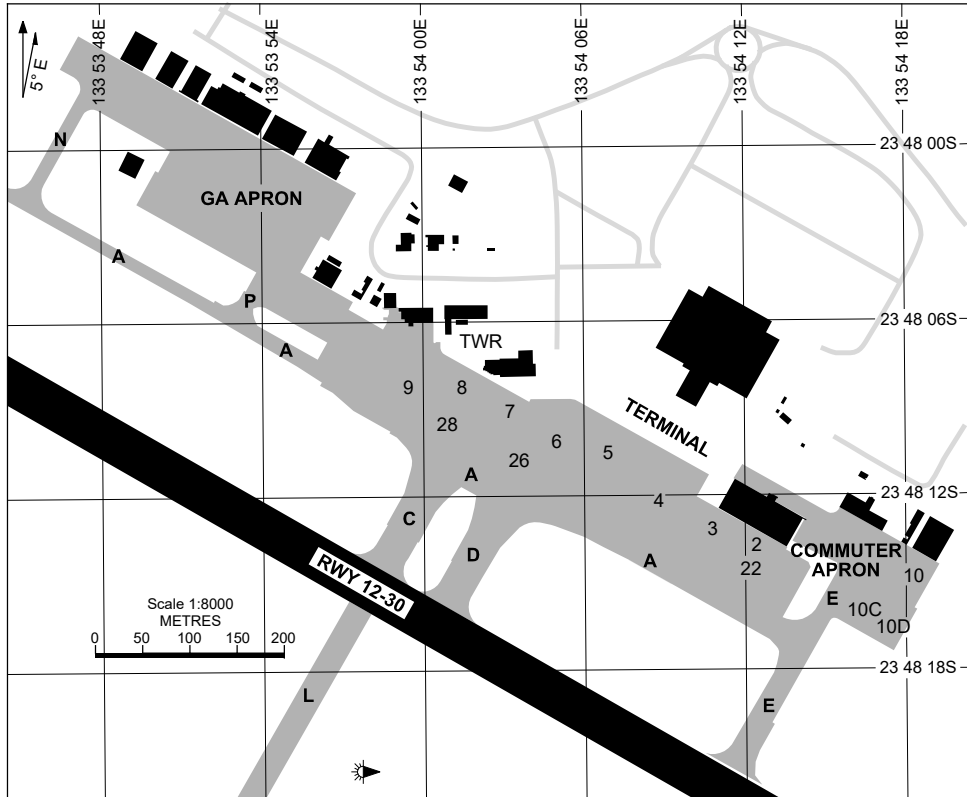 133 53 48E
133 53 54E
133 54 00E
133 54 06E
133 54 12E
133 54 18E
5° E
N
23 48 00S
GA APRON
A
P
23 48 06S
TWR
A
9
8
7
TERMINAL
28
6
5
26
A
4
23 48 12S
C
3
2
D
A
22
COMMUTER
APRON
10
RWY 12-30
E
10C
10D
Scale 1:8000
METRES
0 50 100 150 200
23 48 18S
L
E